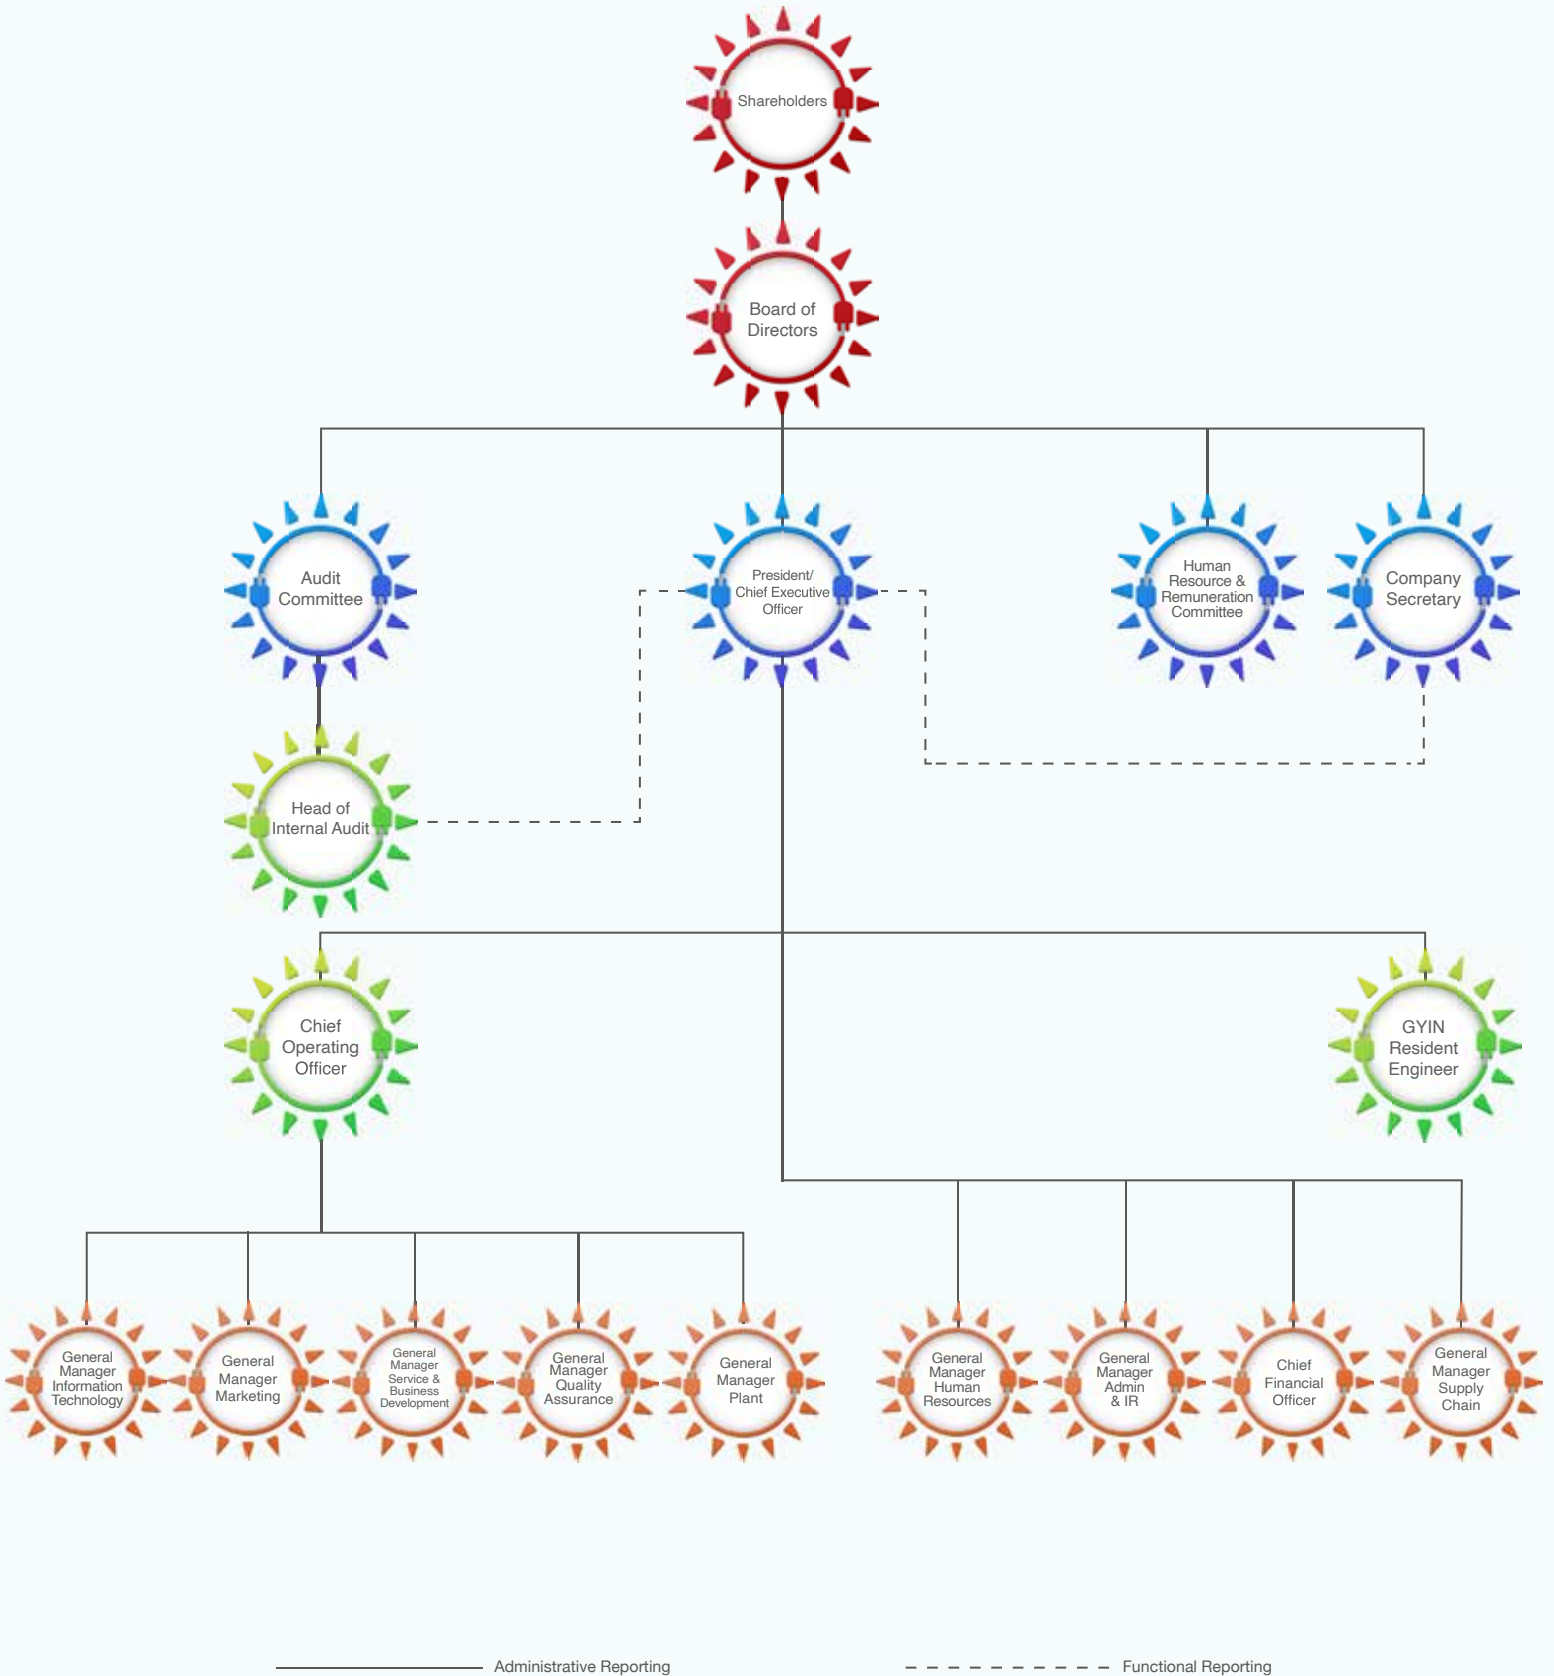 Shareholders
Board of
Directors
Audit
Committee
President/
Chief Executive
Officer
Human
Resource &
Remuneration
Committee
Company
Secretary
Head of
Internal Audit
Chief
Operating
Officer
GYIN
Resident
Engineer
General
Manager
Information
Technology
General
Manager
Marketing
General
Manager
Service &
Business
Development
General
Manager
Quality
Assurance
General
Manager
Plant
General
Manager
Human
Resources
General
Manager
Admin
& IR
Chief
Financial
Officer
General
Manager
Supply
Chain
Administrative Reporting
Functional Reporting